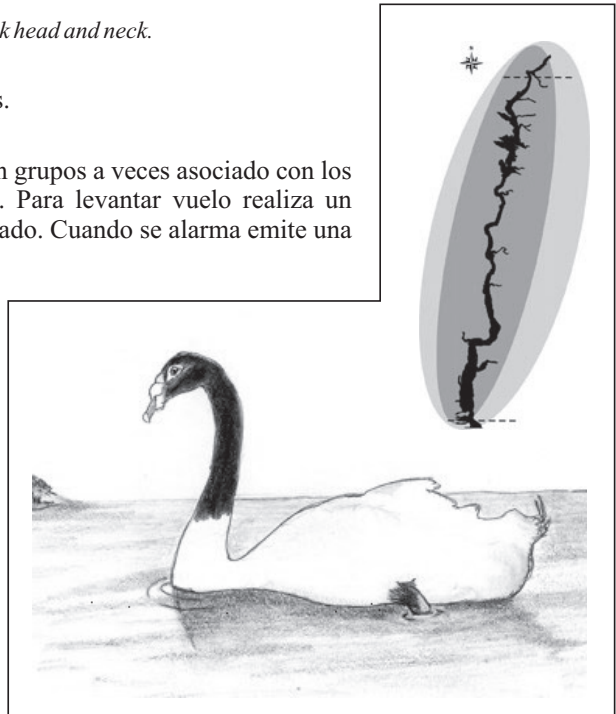 k head and neck.
s.
n grupos a veces asociado con los
. Para levantar vuelo realiza un
ado. Cuando se alarma emite una